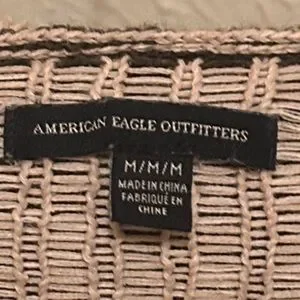 AMERICAN EAGLE OUTFITTERS
M/M/M
MADE IN CHINA
FABRIQUÉ EN
CHINE